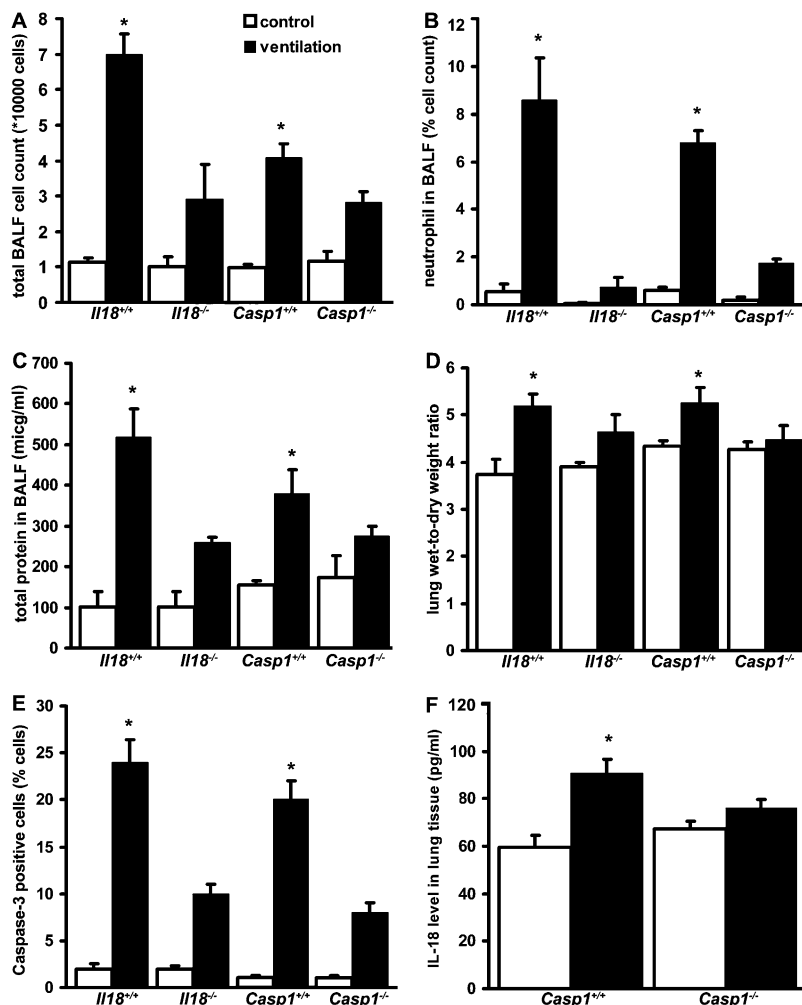 A
total BALF cell count (*10000 cells)
8
7
6
5
4
3
2
1
0
*
*
control
ventilation
Il18+/+ Il18-/- Casp1+/+ Casp1-/-
B
neutrophil in BALF (% cell count)
12
10
8
6
4
2
0
*
*
Il18+/+ Il18-/- Casp1+/+ Casp1-/-
C
total protein in BALF (micg/ml)
700
600
500
400
300
200
100
0
*
*
Il18+/+ Il18-/- Casp1+/+ Casp1-/-
D
lung wet-to-dry weight ratio
6
5
4
3
2
1
0
*
*
Il18+/+ Il18-/- Casp1+/+ Casp1-/-
E
Caspase-3 positive cells (% cells)
30
25
20
15
10
5
0
*
*
Il18+/+ Il18-/- Casp1+/+ Casp1-/-
F
IL-18 level in lung tissue (pg/ml)
120
100
80
60
40
20
0
*
Casp1+/+ Casp1-/-